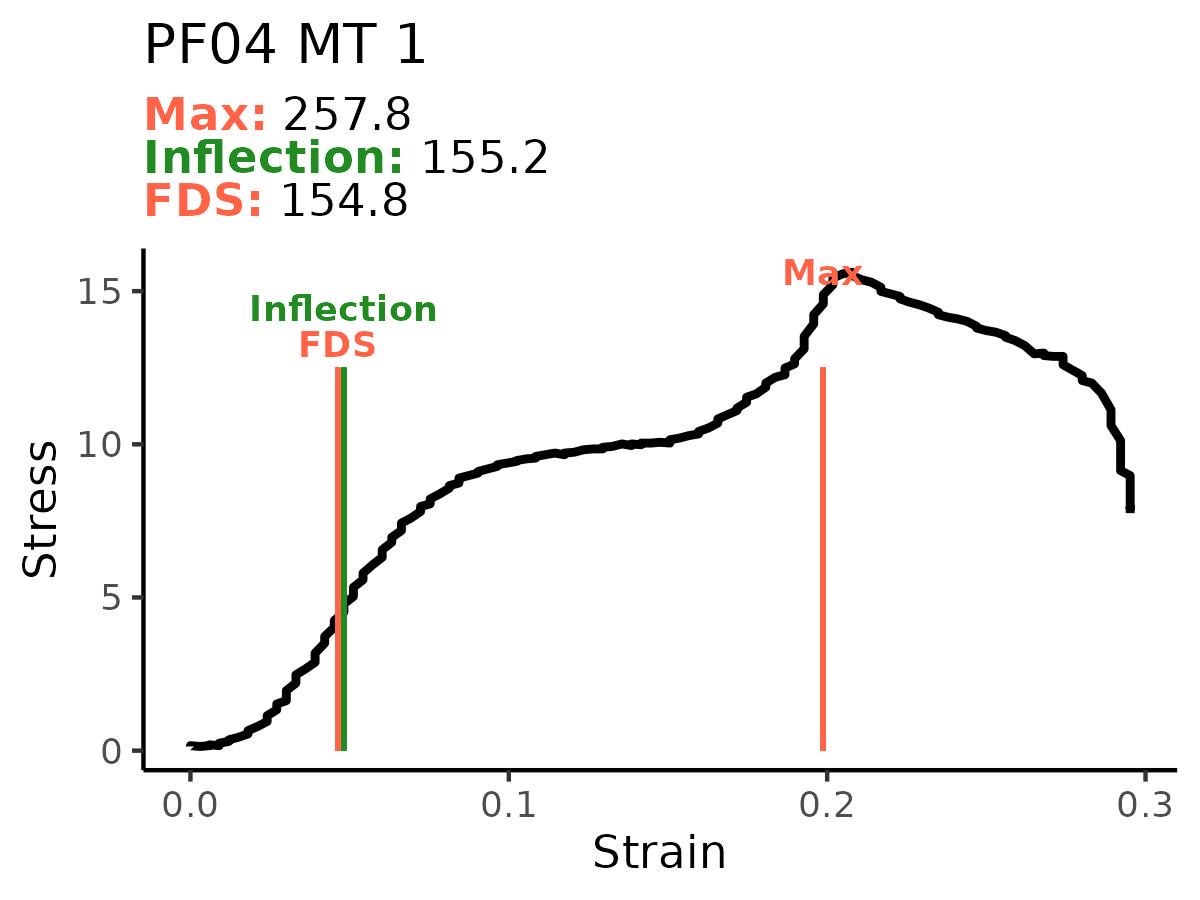 PF04 MT 1
Max: 257.8
Inflection: 155.2
FDS: 154.8
Max
Inflection
FDS
15
10
5
0
Stress
0.0 0.1 0.2 0.3
Strain